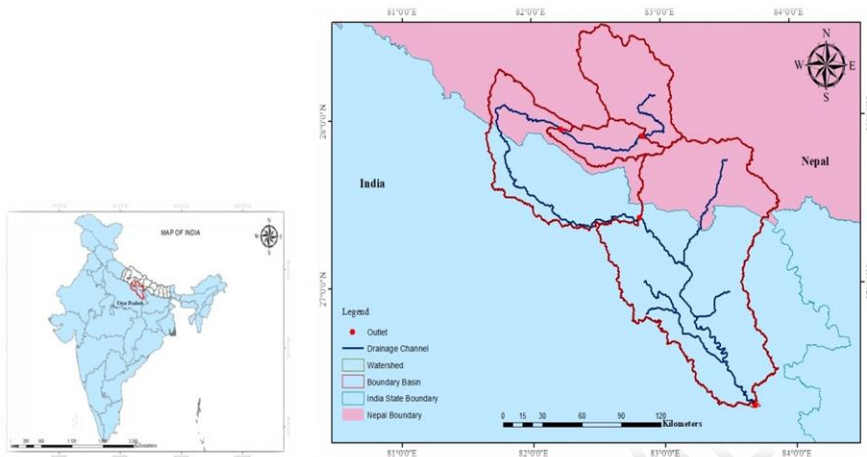 81°0'0"E 82°0'0"E 83°0'0"E 84°0'0"E
N
W E
S
28°0'0"N
Nepal
India
27°0'0"N
Legend
Outlet
Drainage Channel
Watershed
Boundary Basin
India State Boundary
Nepal Boundary
0 15 30 60 90 120
Kilometers
81°0'0"E 82°0'0"E 83°0'0"E 84°0'0"E
MAP OF INDIA
Uttar Pradesh